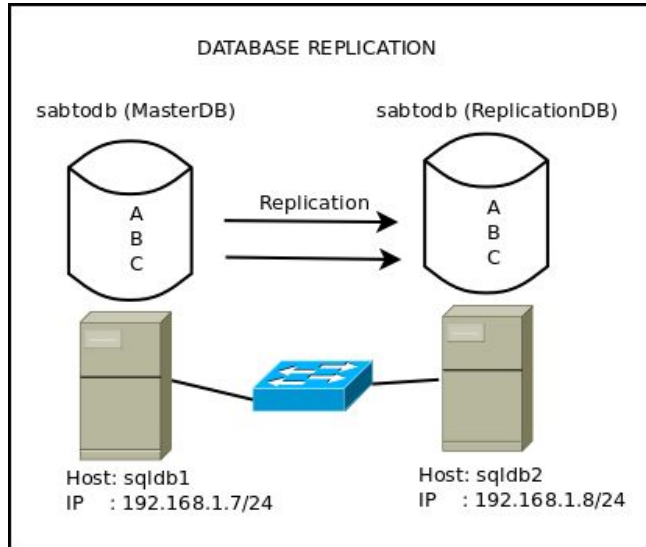 DATABASE REPLICATION
sabtodb (MasterDB)
sabtodb (ReplicationDB)
A
B
C
Replication
A
B
C
Host: sqldb1
IP : 192.168.1.7/24
Host: sqldb2
IP : 192.168.1.8/24